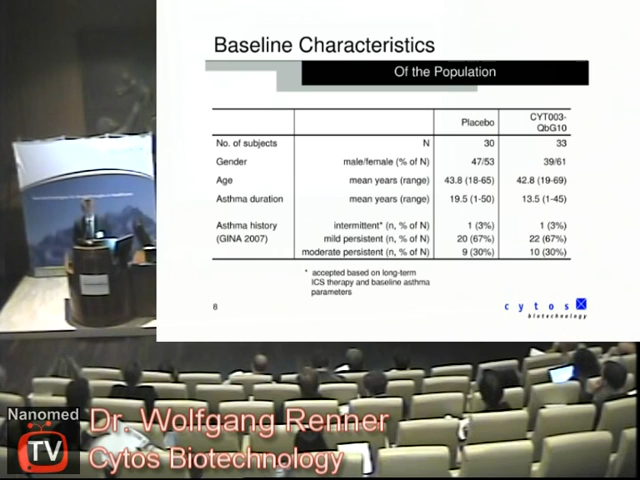 Baseline Characteristics
Of the Population
Placebo CYT003-
QbG10
No. of subjects N 30 33
Gender male/female (% of N) 47/53 39/61
Age mean years (range) 43.8 (18-65) 42.8 (19-69)
Asthma duration mean years (range) 19.5 (1-50) 13.5 (1-45)
Asthma history intermittent* (n, % of N) 1 (3%) 1 (3%)
(GINA 2007) mild persistent (n, % of N) 20 (67%) 22 (67%)
moderate persistent (n, % of N) 9 (30%) 10 (30%)
* accepted based on long-term
ICS therapy and baseline asthma
parameters
8
cytos
biotechnology
Nanomed
TV
Dr. Wolfgang Renner
Cytos Biotechnology